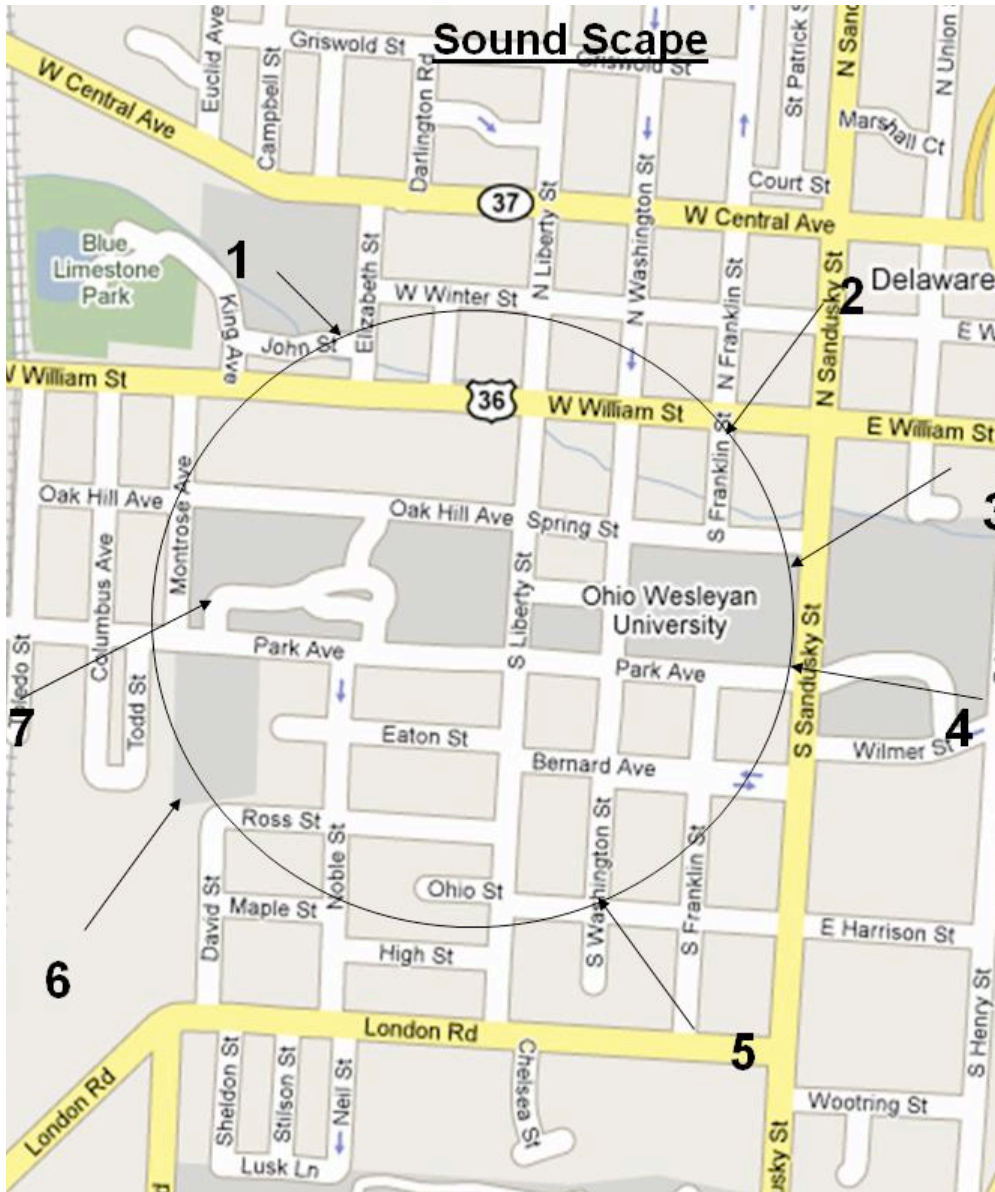 Sound Scape
Euclid Ave
Griswold St
Griswold St
St Patrick S
N San
N Union S
W Central Ave
Campbell St
Darlington Rd
Marshall Ct
N Liberty St
N Washington St
Court St
37
W Central Ave
Blue
Limestone
Park
1
Elizabeth St
W Winter St
N Franklin St
N Sandusky St
Delaware
2
King Ave
John St
E W
W William St
36
W William St
E William St
Montrose Ave
Oak Hill Ave
Oak Hill Ave
Spring St
S Franklin St
3
Columbus Ave
S Liberty St
Ohio Wesleyan
University
Park Ave
Park Ave
S Sandusky St
Toledo St
7
Todd St
Eaton St
4
Wilmer St
Bernard Ave
Ross St
Noble St
S Washington St
S Franklin St
Ohio St
David St
Maple St
E Harrison St
High St
6
S Henry St
London Rd
5
London Rd
Sheldon St
Stilson St
Neil St
Chelsea St
Wootring St
Lusk Ln
usky St